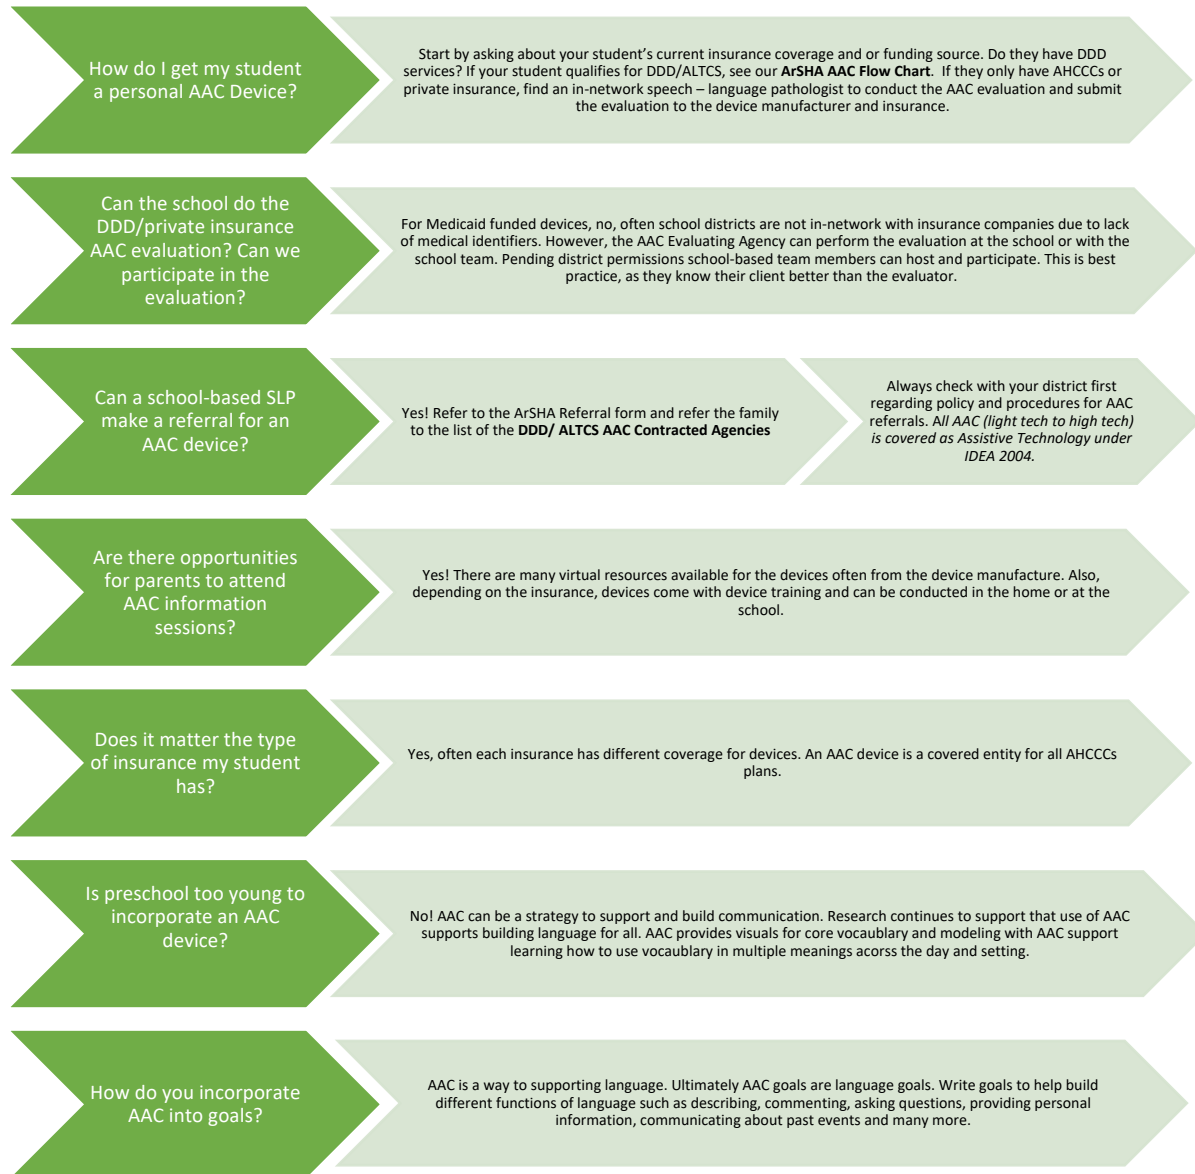 How do I get my student
a personal AAC Device?
Start by asking about your student's current insurance coverage and or funding source. Do they have DDD
services? If your student qualifies for DDD/ALTCS, see our ArSHA AAC Flow Chart. If they only have AHCCCs or
private insurance, find an in-network speech – language pathologist to conduct the AAC evaluation and submit
the evaluation to the device manufacturer and insurance.
Can the school do the
DDD/private insurance
AAC evaluation? Can we
participate in the
evaluation?
For Medicaid funded devices, no, often school districts are not in-network with insurance companies due to lack
of medical identifiers. However, the AAC Evaluating Agency can perform the evaluation at the school or with the
school team. Pending district permissions school-based team members can host and participate. This is best
practice, as they know their client better than the evaluator.
Can a school-based SLP
make a referral for an
AAC device?
Yes! Refer to the ArSHA Referral form and refer the family
to the list of the DDD/ ALTCS AAC Contracted Agencies
Always check with your district first
regarding policy and procedures for AAC
referrals. All AAC (light tech to high tech)
is covered as Assistive Technology under
IDEA 2004.
Are there opportunities
for parents to attend
AAC information
sessions?
Yes! There are many virtual resources available for the devices often from the device manufacture. Also,
depending on the insurance, devices come with device training and can be conducted in the home or at the
school.
Does it matter the type
of insurance my student
has?
Yes, often each insurance has different coverage for devices. An AAC device is a covered entity for all AHCCCs
plans.
Is preschool too young to
incorporate an AAC
device?
No! AAC can be a strategy to support and build communication. Research continues to support that use of AAC
supports building language for all. AAC provides visuals for core vocaublary and modeling with AAC support
learning how to use vocaublary in multiple meanings acorss the day and setting.
How do you incorporate
AAC into goals?
AAC is a way to supporting language. Ultimately AAC goals are language goals. Write goals to help build
different functions of language such as describing, commenting, asking questions, providing personal
information, communicating about past events and many more.